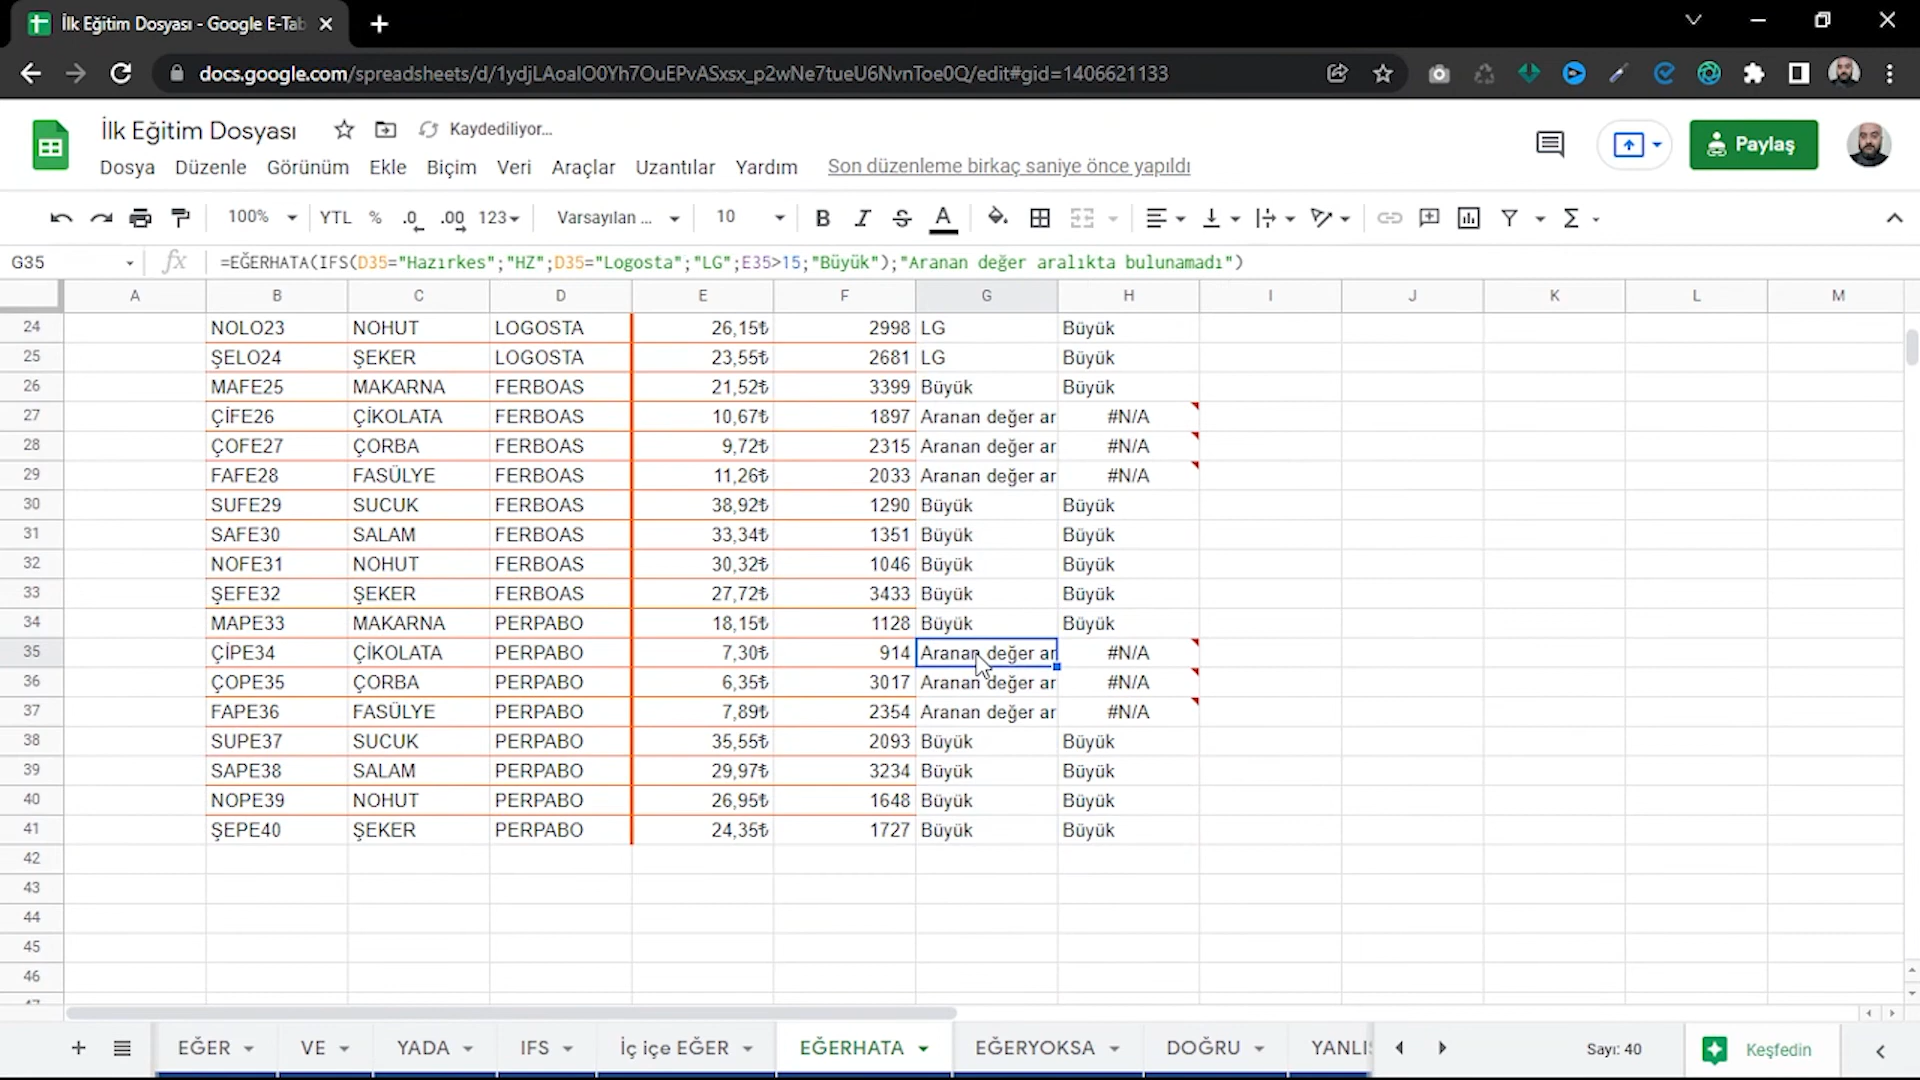 İlk Eğitim Dosyası - Google E-Tab
docs.google.com/spreadsheets/d/1ydjLAoalO0Yh7OuEPvASxsx_p2wNe7tueU6NvnToe0Q/edit#gid=1406621133
İlk Eğitim Dosyası Kaydediliyor...
Dosya Düzenle Görünüm Ekle Biçim Veri Araçlar Uzantılar Yardım Son düzenleme birkaç saniye önce yapıldı
Paylaş
100% YTL % .0 .00 123 Varsayılan ... 10 B I S A Σ
G35 fx =EĞERHATA(IFS(D35="Hazırkes";"HZ";D35="Logosta";"LG";E35>15;"Büyük");"Aranan değer aralıkta bulunamadı")
A B C D E F G H I J K L M
24 NOLO23 NOHUT LOGOSTA 26,15₺ 2998 LG Büyük
25 ŞELO24 ŞEKER LOGOSTA 23,55₺ 2681 LG Büyük
26 MAFE25 MAKARNA FERBOAS 21,52₺ 3399 Büyük Büyük
27 ÇİFE26 ÇİKOLATA FERBOAS 10,67₺ 1897 Aranan değer ar #N/A
28 ÇOFE27 ÇORBA FERBOAS 9,72₺ 2315 Aranan değer ar #N/A
29 FAFE28 FASÜLYE FERBOAS 11,26₺ 2033 Aranan değer ar #N/A
30 SUFE29 SUCUK FERBOAS 38,92₺ 1290 Büyük Büyük
31 SAFE30 SALAM FERBOAS 33,34₺ 1351 Büyük Büyük
32 NOFE31 NOHUT FERBOAS 30,32₺ 1046 Büyük Büyük
33 ŞEFE32 ŞEKER FERBOAS 27,72₺ 3433 Büyük Büyük
34 MAPE33 MAKARNA PERPABO 18,15₺ 1128 Büyük Büyük
35 ÇİPE34 ÇİKOLATA PERPABO 7,30₺ 914 Aranan değer ar #N/A
36 ÇOPE35 ÇORBA PERPABO 6,35₺ 3017 Aranan değer ar #N/A
37 FAPE36 FASÜLYE PERPABO 7,89₺ 2354 Aranan değer ar #N/A
38 SUPE37 SUCUK PERPABO 35,55₺ 2093 Büyük Büyük
39 SAPE38 SALAM PERPABO 29,97₺ 3234 Büyük Büyük
40 NOPE39 NOHUT PERPABO 26,95₺ 1648 Büyük Büyük
41 ŞEPE40 ŞEKER PERPABO 24,35₺ 1727 Büyük Büyük
42
43
44
45
46
EĞER VE YADA IFS İç içe EĞER EĞERHATA EĞERYOKSA DOĞRU YANLIŞ Sayı: 40 Keşfedin